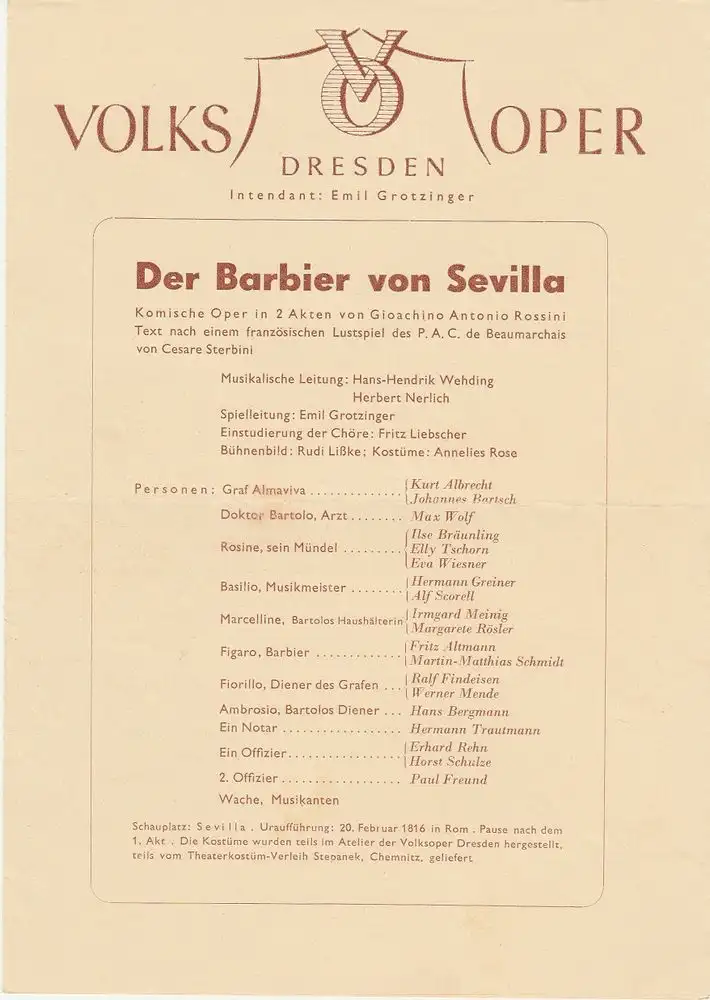 VOLKS OPER
DRESDEN
Intendant: Emil Grotzinger
Der Barbier von Sevilla
Komische Oper in 2 Akten von Gioachino Antonio Rossini
Text nach einem französischen Lustspiel des P. A. C. de Beaumarchais
von Cesare Sterbini
Musikalische Leitung: Hans-Hendrik Wehding
Herbert Nerlich
Spielleitung: Emil Grotzinger
Einstudierung der Chöre: Fritz Liebscher
Bühnenbild: Rudi Lißke; Kostüme: Annelies Rose
Personen: Graf Almaviva ............. Kurt Albrecht
Johannes Bartsch
Doktor Bartolo, Arzt ........ Max Wolf
Ilse Bräunling
Rosine, sein Mündel ......... Elly Tschorn
Eva Wiesner
Basilio, Musikmeister ........ Hermann Greiner
Alf Scorell
Marcelline, Bartolos Haushälterin Irmgard Meinig
Margarete Rösler
Figaro, Barbier ............ Fritz Altmann
Martin-Matthias Schmidt
Fiorillo, Diener des Grafen ... Ralf Findeisen
Werner Mende
Ambrosio, Bartolos Diener ... Hans Bergmann
Ein Notar ................. Hermann Trautmann
Ein Offizier................ Erhard Rehn
Horst Schulze
2. Offizier ................. Paul Freund
Wache, Musikanten
Schauplatz: Sevilla . Uraufführung: 20. Februar 1816 in Rom . Pause nach dem
1. Akt . Die Kostüme wurden teils im Atelier der Volksoper Dresden hergestellt,
teils vom Theaterkostüm-Verleih Stepanek, Chemnitz, geliefert